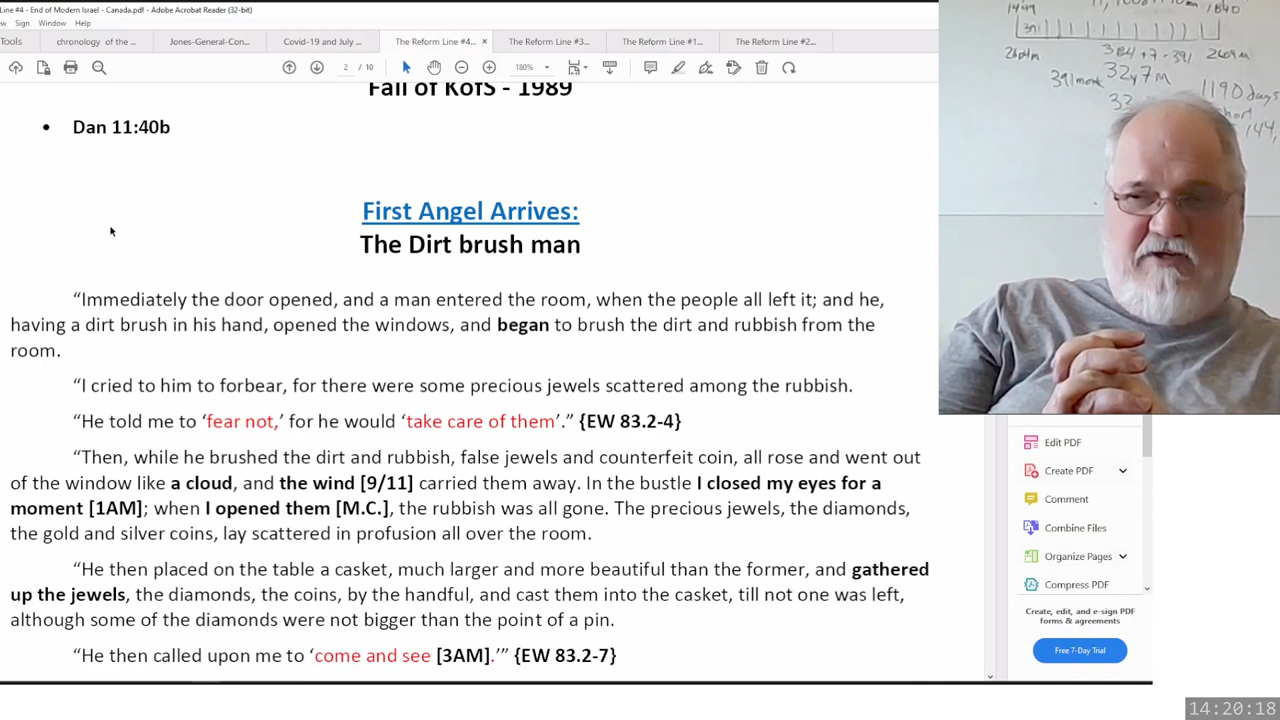 Line #4 - End of Modern Israel - Canada.pdf - Adobe Acrobat Reader (32-bit)
Sign Window Help
Tools chronology of the ... Jones-General-Con... Covid-19 and July ... The Reform Line #4... × The Reform Line #3... The Reform Line #1... The Reform Line #2...
2 / 10 180%
Fall of KofS - 1989
• Dan 11:40b
First Angel Arrives:
The Dirt brush man
“Immediately the door opened, and a man entered the room, when the people all left it; and he,
having a dirt brush in his hand, opened the windows, and began to brush the dirt and rubbish from the
room.
“I cried to him to forbear, for there were some precious jewels scattered among the rubbish.
“He told me to ‘fear not,’ for he would ‘take care of them’.” {EW 83.2-4}
“Then, while he brushed the dirt and rubbish, false jewels and counterfeit coin, all rose and went out
of the window like a cloud, and the wind [9/11] carried them away. In the bustle I closed my eyes for a
moment [1AM]; when I opened them [M.C.], the rubbish was all gone. The precious jewels, the diamonds,
the gold and silver coins, lay scattered in profusion all over the room.
“He then placed on the table a casket, much larger and more beautiful than the former, and gathered
up the jewels, the diamonds, the coins, by the handful, and cast them into the casket, till not one was left,
although some of the diamonds were not bigger than the point of a pin.
“He then called upon me to ‘come and see [3AM].’” {EW 83.2-7}
1840
391
384 +7 = 391
391 32y7m
32
1190 days
144,
Edit PDF
Create PDF
Comment
Combine Files
Organize Pages
Compress PDF
Create, edit, and e-sign PDF
forms & agreements
Free 7-Day Trial
14:20:18